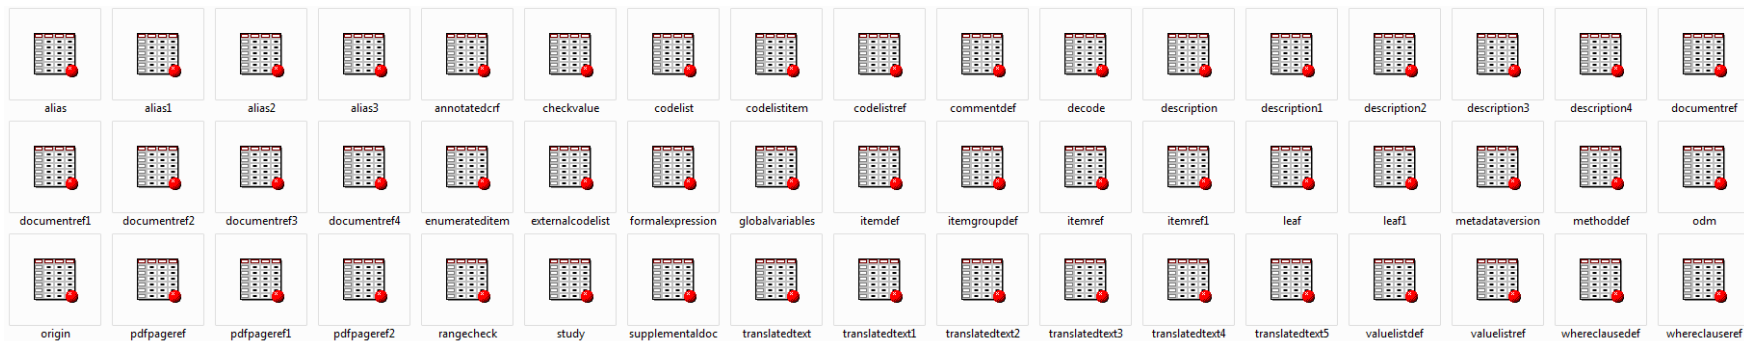 alias alias1 alias2 alias3 annotatedcrf checkvalue codelist codelistitem codelistref commentdef decode description description1 description2 description3 description4 documentref
documentref1 documentref2 documentref3 documentref4 enumerateditem externalcodelist formalexpression globalvariables itemdef itemgroupdef itemref itemref1 leaf leaf1 metadataversion methoddef odm
origin pdfpageref pdfpageref1 pdfpageref2 rangecheck study supplementaldoc translatedtext translatedtext1 translatedtext2 translatedtext3 translatedtext4 translatedtext5 valuelistdef valuelistref whereclausedef whereclauseref